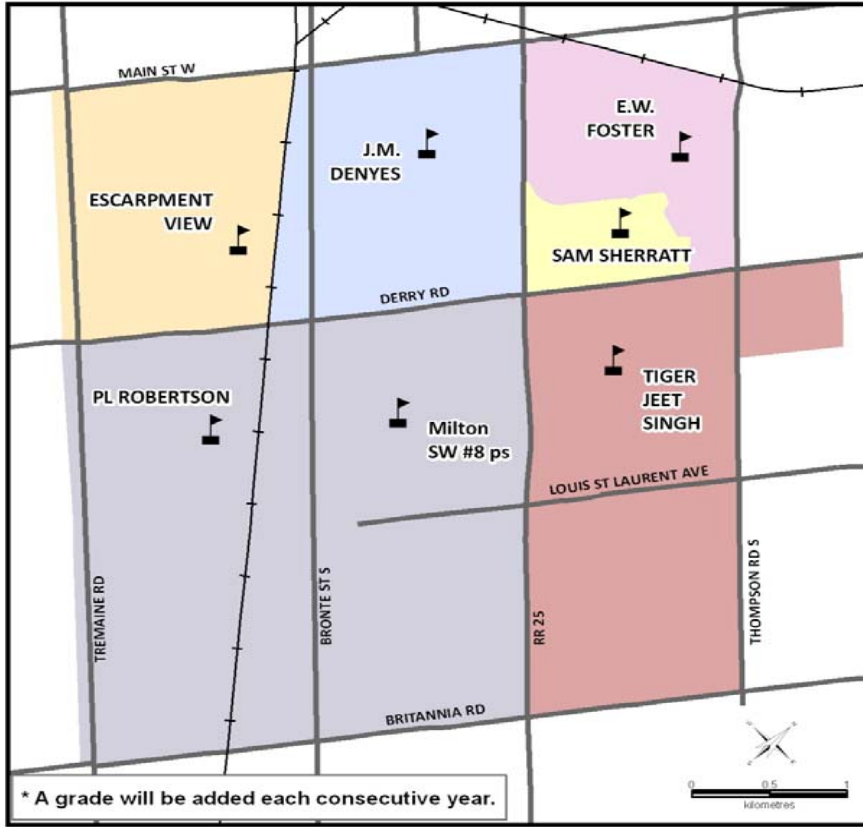 MAIN ST W
E.W.
FOSTER
J.M.
DENYES
ESCARPMENT
VIEW
SAM SHERRATT
DERRY RD
PL ROBERTSON
TIGER
JEET
SINGH
Milton
SW #8 ps
LOUIS ST LAURENT AVE
TREMAINE RD
BRONTE ST S
RR 25
THOMPSON RD S
BRITANNIA RD
* A grade will be added each consecutive year.
0 0.5 1
kilometres